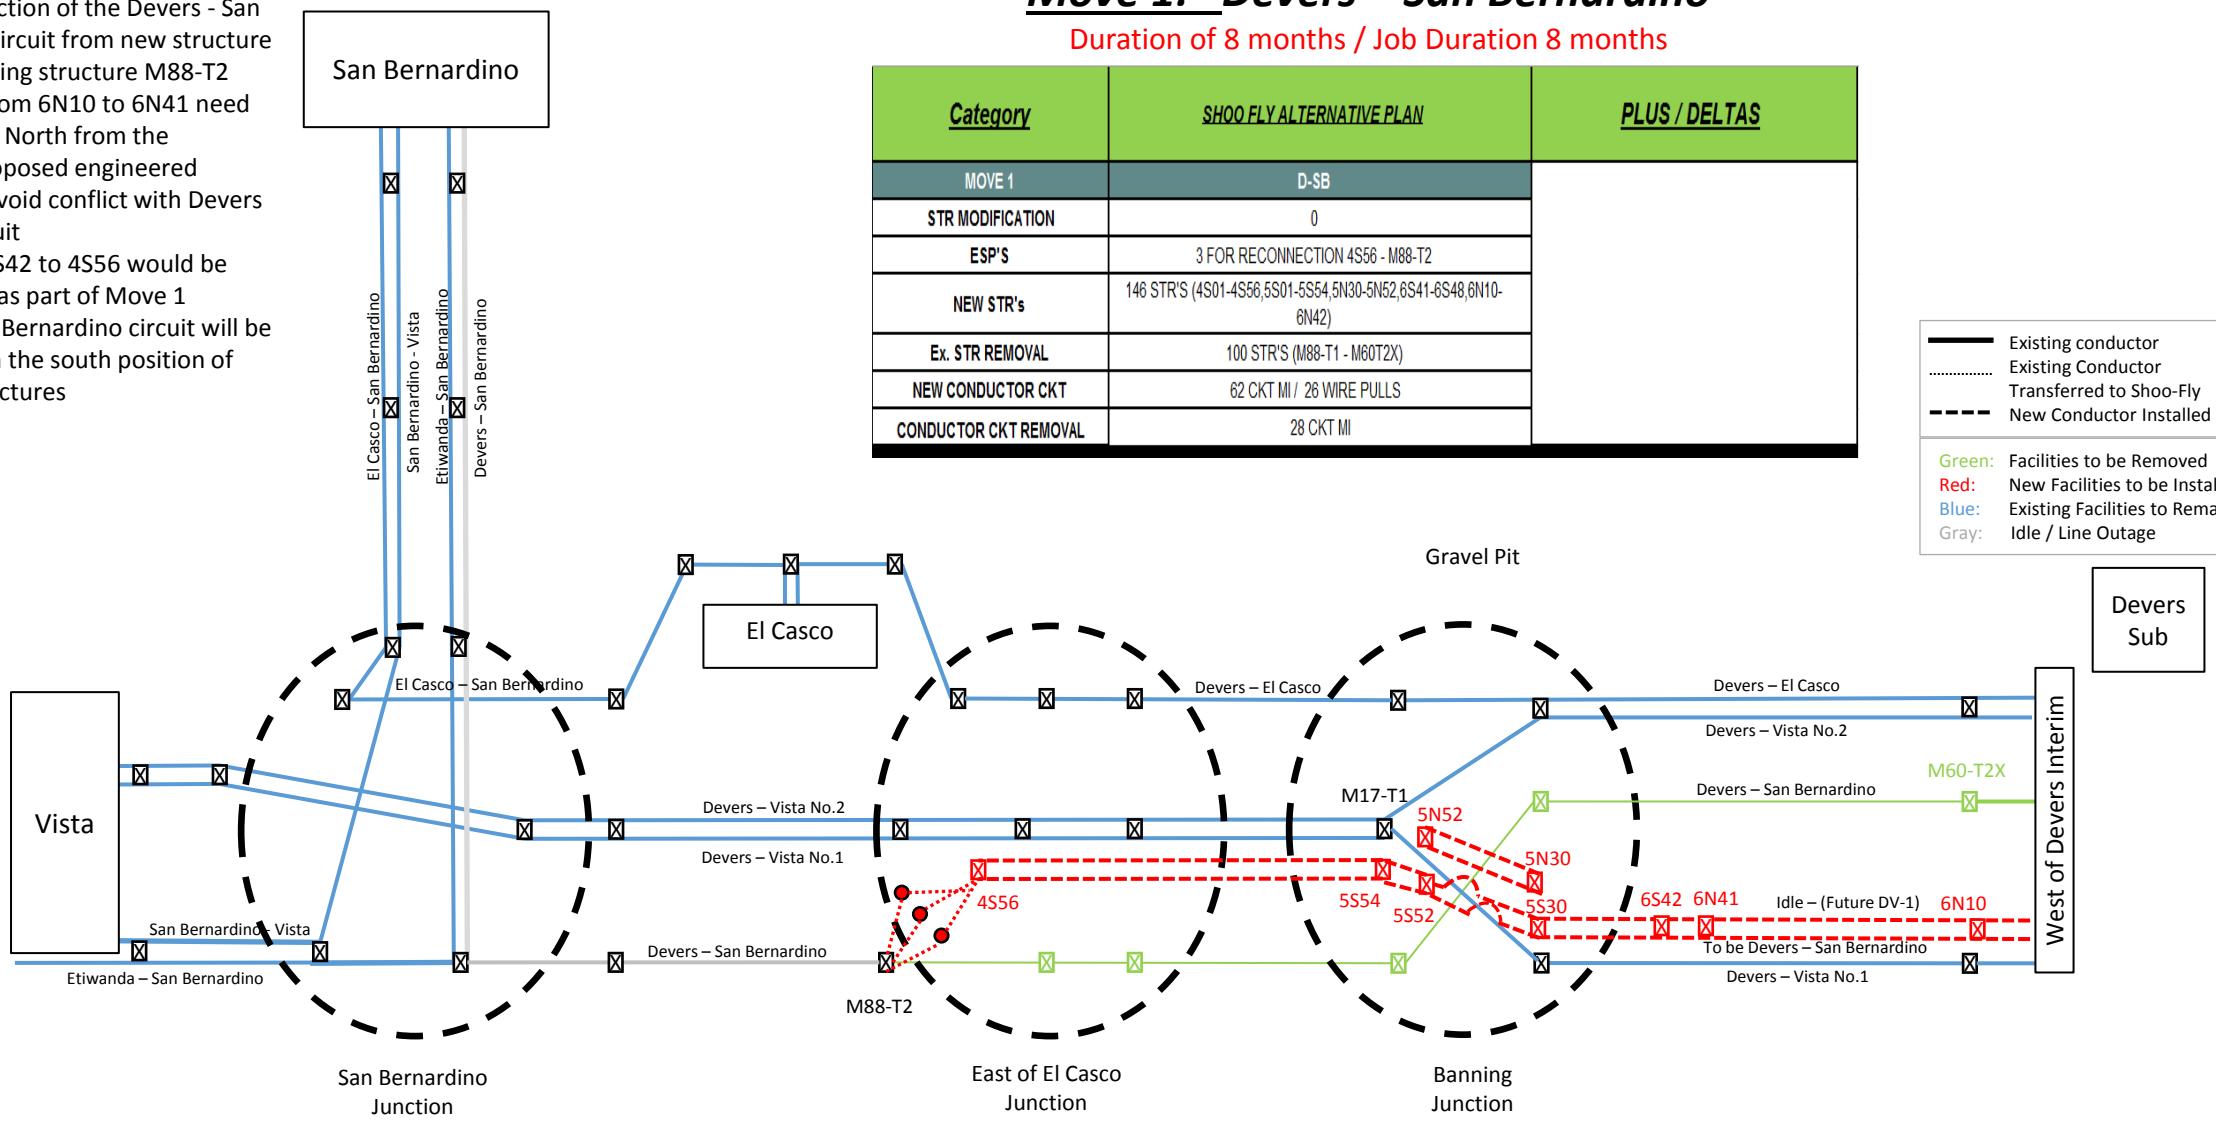 ction of the Devers - San
ircuit from new structure
ing structure M88-T2
om 6N10 to 6N41 need
North from the
posed engineered
void conflict with Devers
uit
S42 to 4S56 would be
as part of Move 1
Bernardino circuit will be
the south position of
ctures
Move 1: Devers – San Bernardino
Duration of 8 months / Job Duration 8 months
Category
SHOO FLY ALTERNATIVE PLAN
PLUS / DELTAS
MOVE 1
D-SB
STR MODIFICATION
0
ESP'S
3 FOR RECONNECTION 4S56 - M88-T2
NEW STR's
146 STR'S (4S01-4S56,5S01-5S54,5N30-5N52,6S41-6S48,6N10-
6N42)
Ex. STR REMOVAL
100 STR'S (M88-T1 - M60T2X)
NEW CONDUCTOR CKT
62 CKT MI / 26 WIRE PULLS
CONDUCTOR CKT REMOVAL
28 CKT MI
Existing conductor
Existing Conductor
Transferred to Shoo-Fly
New Conductor Installed
Green: Facilities to be Removed
Red: New Facilities to be Instal
Blue: Existing Facilities to Rema
Gray: Idle / Line Outage
San Bernardino
El Casco – San Bernardino
San Bernardino - Vista
Etiwanda – San Bernardino
Devers – San Bernardino
Gravel Pit
Devers
Sub
El Casco
El Casco – San Bernardino
Devers – El Casco
Devers – El Casco
Devers – Vista No.2
West of Devers Interim
Vista
M60-T2X
Devers – San Bernardino
Devers – Vista No.2
M17-T1
5N52
Devers – Vista No.1
5N30
4S56
5S54
5S52
5S30
6S42
6N41
Idle – (Future DV-1)
6N10
San Bernardino - Vista
Devers – San Bernardino
To be Devers – San Bernardino
Etiwanda – San Bernardino
Devers – Vista No.1
M88-T2
San Bernardino
Junction
East of El Casco
Junction
Banning
Junction